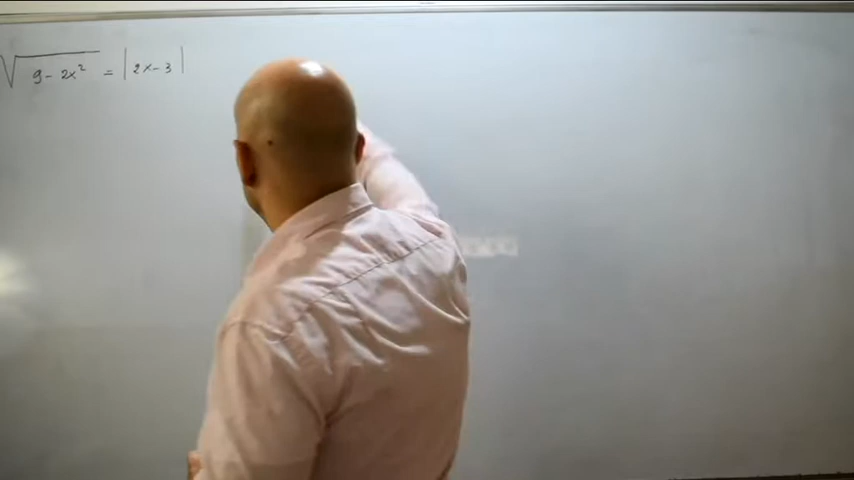 √(9-2x²) = |2x-3|